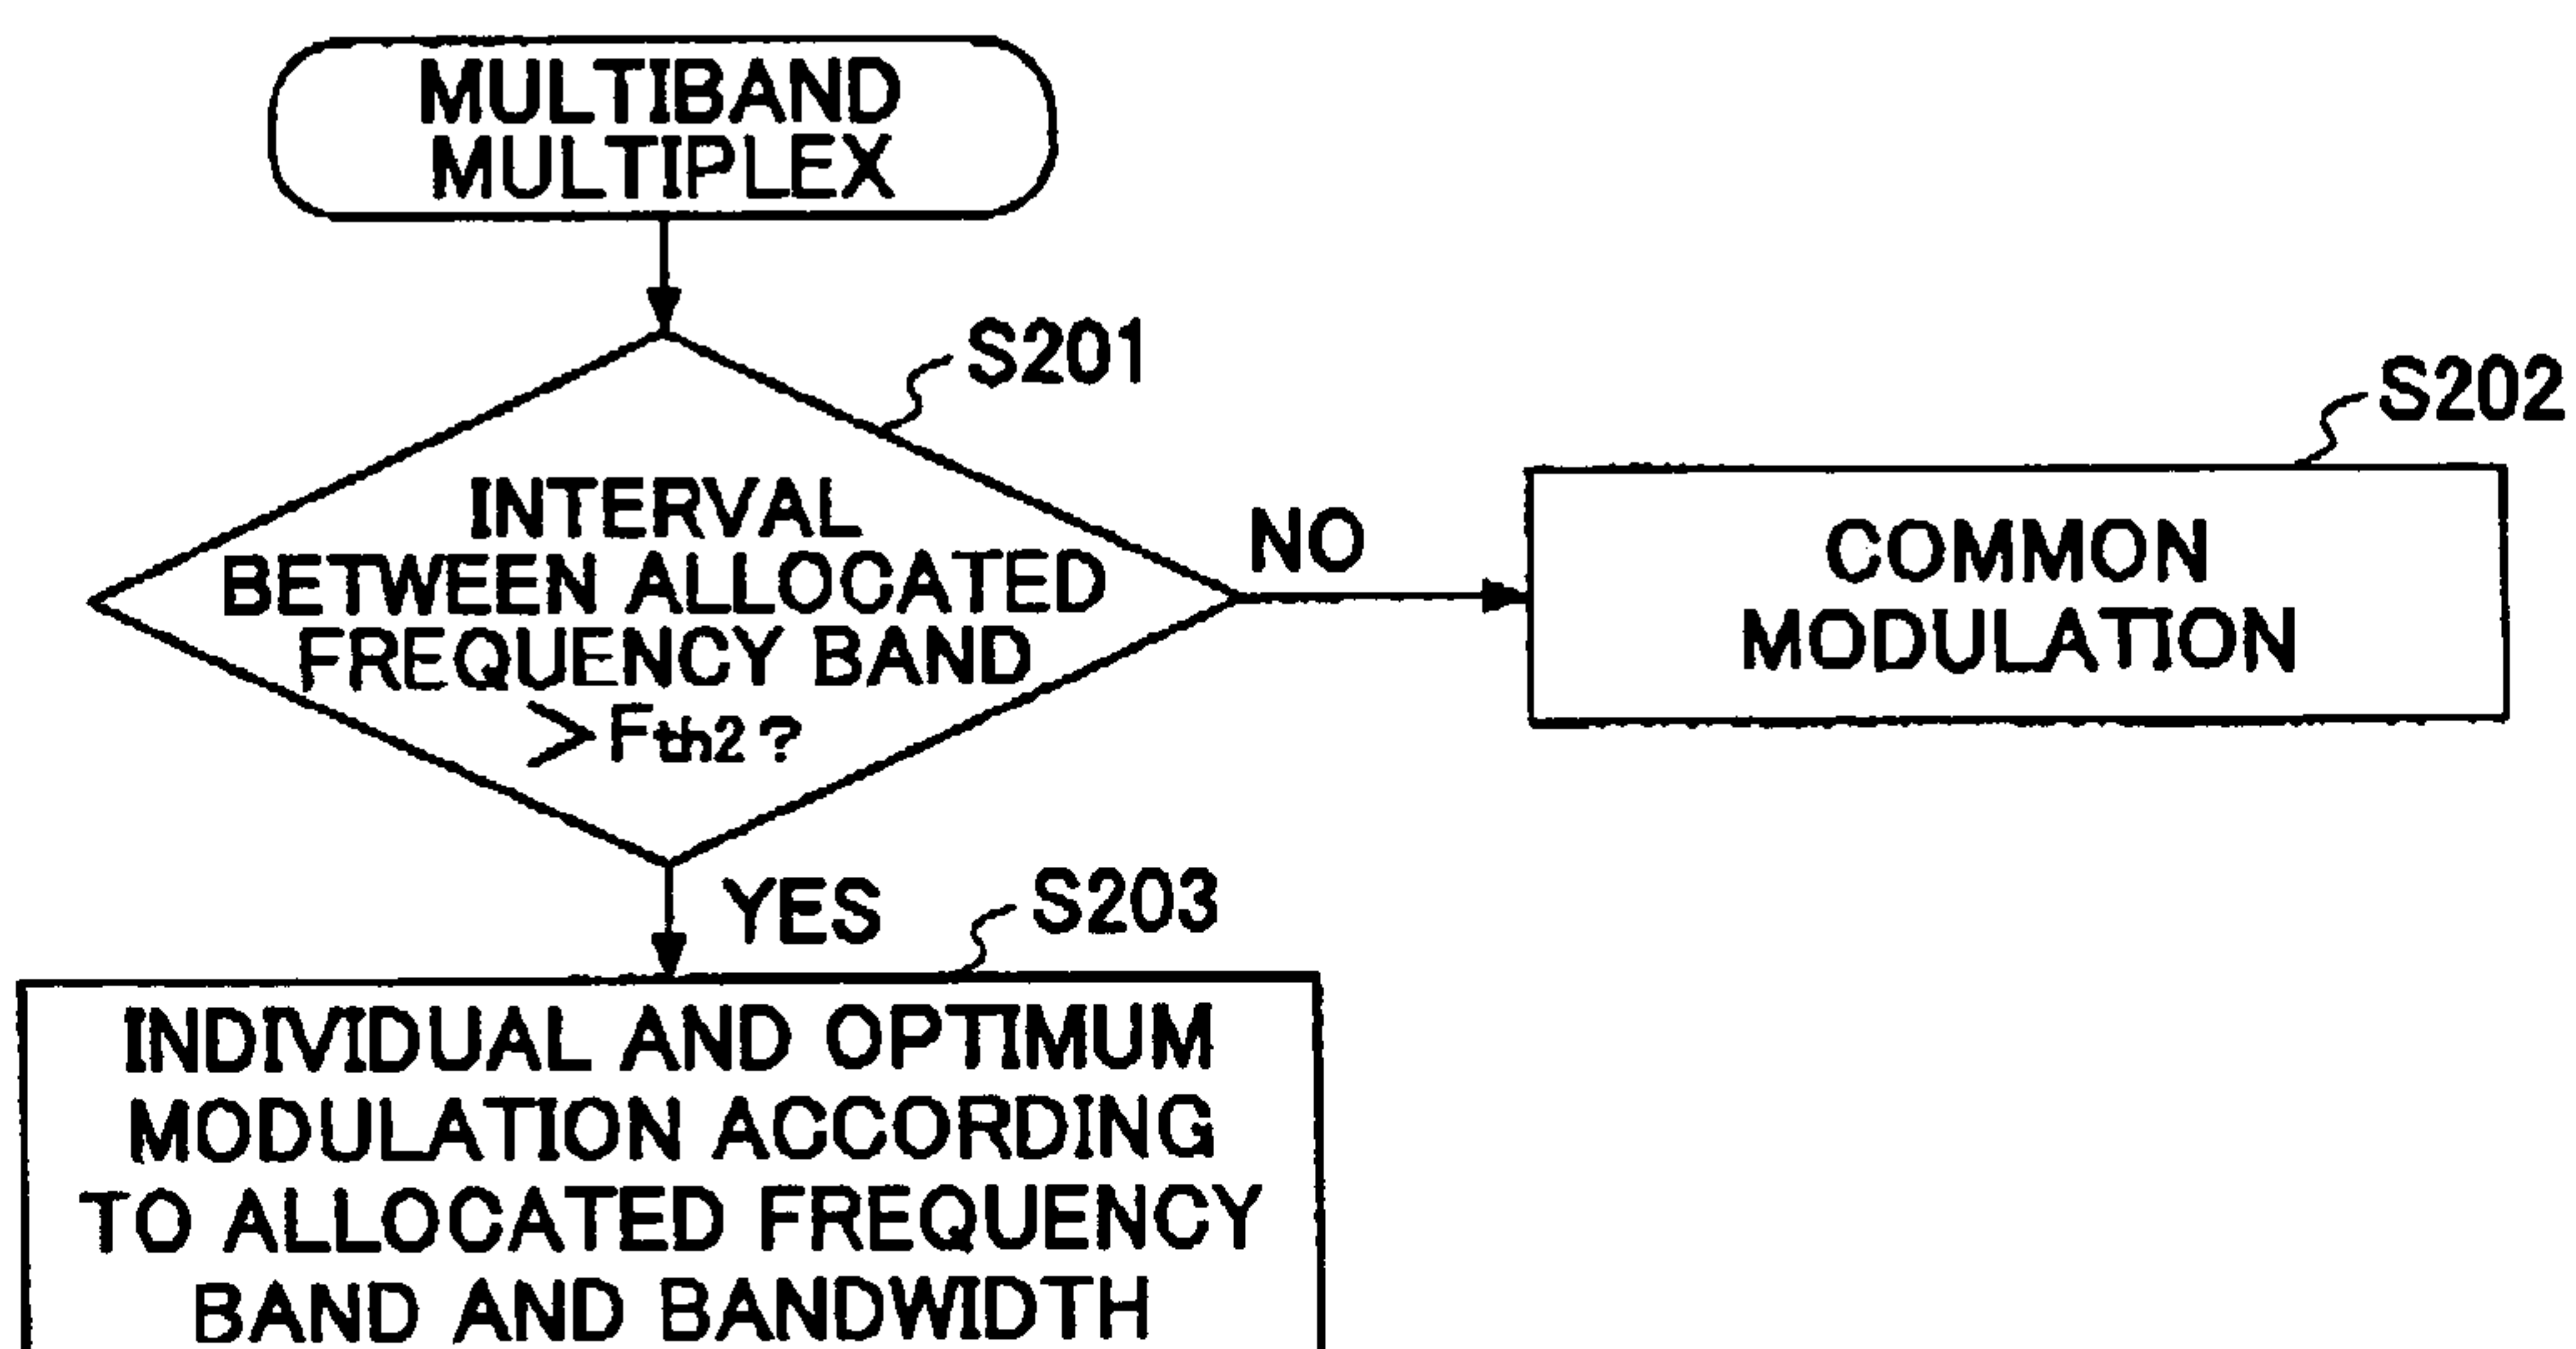 MULTIBAND
MULTIPLEX
S201
INTERVAL
BETWEEN ALLOCATED
FREQUENCY BAND
>Fth2?
NO
S202
COMMON
MODULATION
YES
S203
INDIVIDUAL AND OPTIMUM
MODULATION ACCORDING
TO ALLOCATED FREQUENCY
BAND AND BANDWIDTH